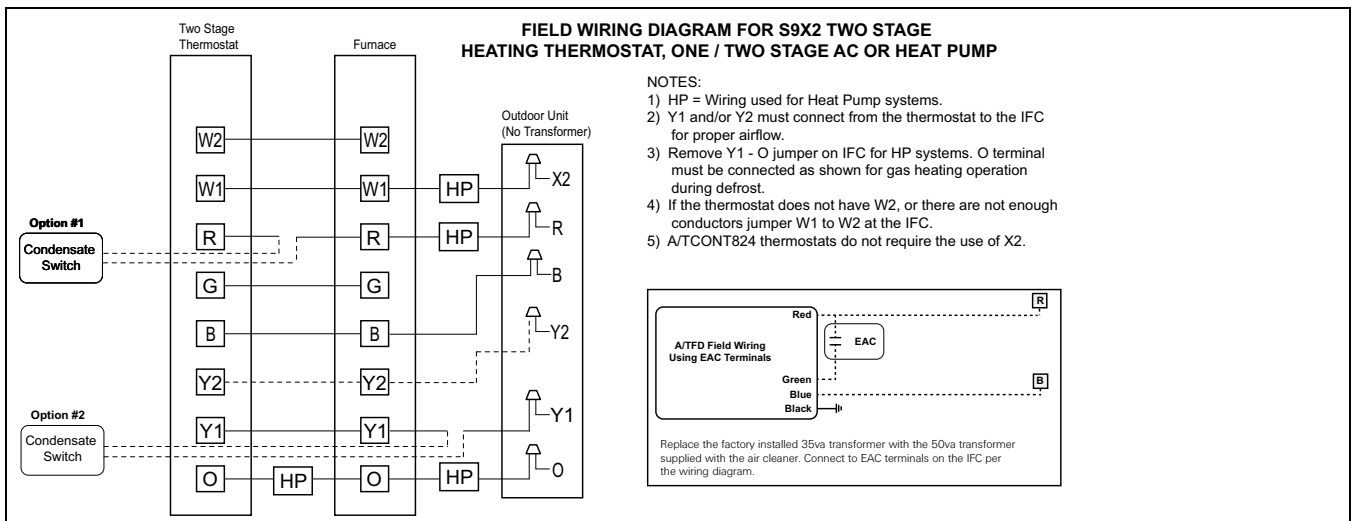 FIELD WIRING DIAGRAM FOR S9X2 TWO STAGE
HEATING THERMOSTAT, ONE / TWO STAGE AC OR HEAT PUMP
Two Stage
Thermostat
Furnace
Outdoor Unit
(No Transformer)
W2
W2
W1
W1
HP
X2
Option #1
Condensate
Switch
R
R
HP
R
G
G
B
B
B
Y2
Y2
Y2
Option #2
Condensate
Switch
Y1
Y1
Y1
O
HP
O
HP
O
NOTES:
1) HP = Wiring used for Heat Pump systems.
2) Y1 and/or Y2 must connect from the thermostat to the IFC
for proper airflow.
3) Remove Y1 - O jumper on IFC for HP systems. O terminal
must be connected as shown for gas heating operation
during defrost.
4) If the thermostat does not have W2, or there are not enough
conductors jumper W1 to W2 at the IFC.
5) A/TCONT824 thermostats do not require the use of X2.
R
Red
EAC
A/TFD Field Wiring
Using EAC Terminals
Green
B
Blue
Black
Replace the factory installed 35va transformer with the 50va transformer
supplied with the air cleaner. Connect to EAC terminals on the IFC per
the wiring diagram.